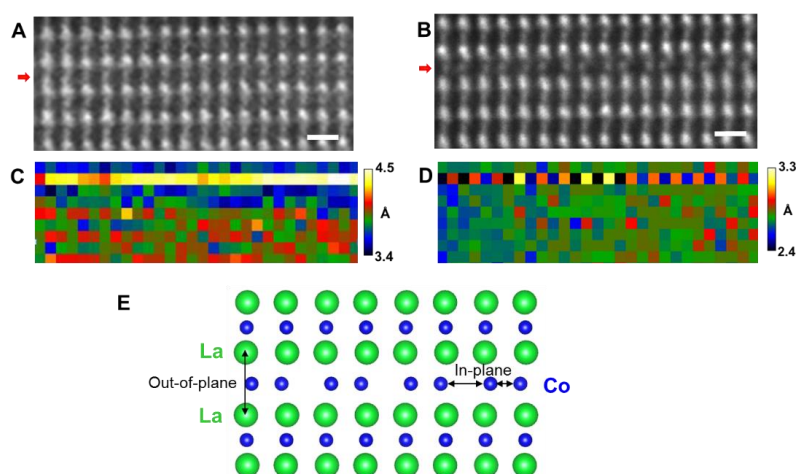 A
B
C
4.5
Å
3.4
D
3.3
Å
2.4
E
La
Out-of-plane
In-plane
Co
La